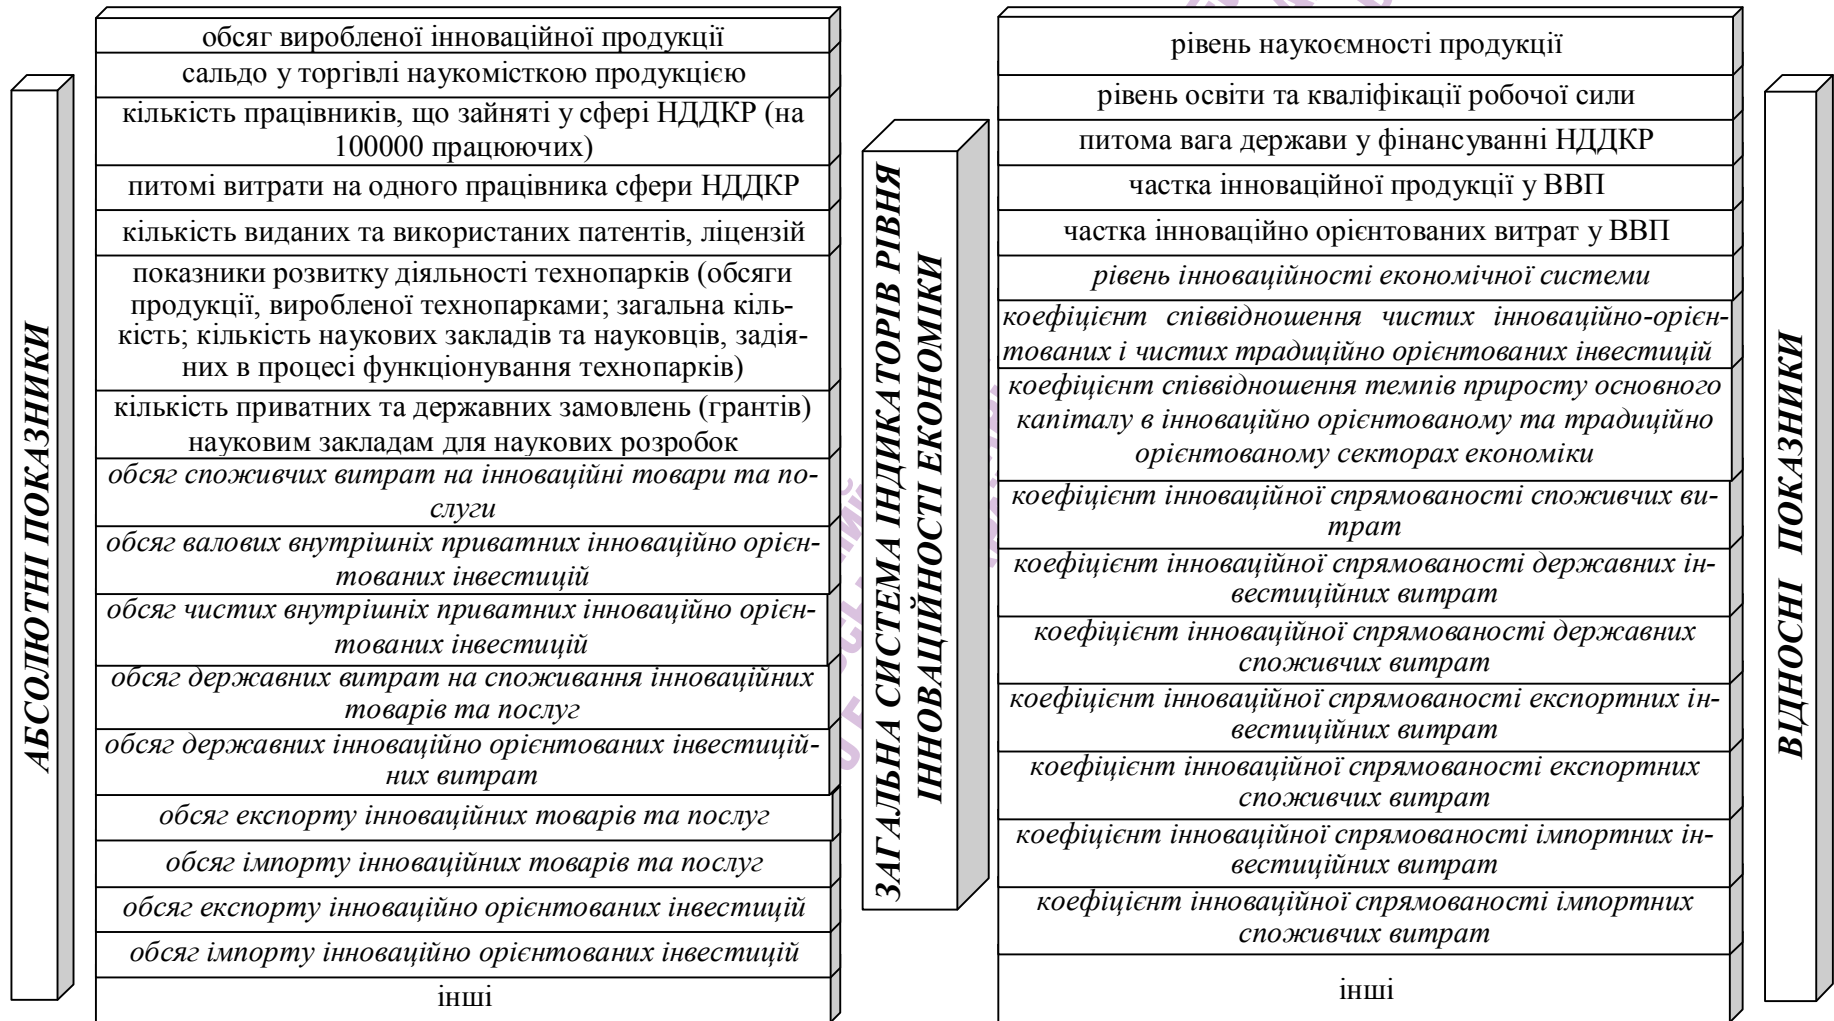 АБСОЛЮТНІ ПОКАЗНИКИ
обсяг виробленої інноваційної продукції
сальдо у торгівлі наукомісткою продукцією
кількість працівників, що зайняті у сфері НДДКР (на
100000 працюючих)
питомі витрати на одного працівника сфери НДДКР
кількість виданих та використаних патентів, ліцензій
показники розвитку діяльності технопарків (обсяги
продукції, виробленої технопарками; загальна кіль-
кість; кількість наукових закладів та науковців, задія-
них в процесі функціонування технопарків)
кількість приватних та державних замовлень (грантів)
науковим закладам для наукових розробок
обсяг споживчих витрат на інноваційні товари та по-
слуги
обсяг валових внутрішніх приватних інноваційно орієн-
тованих інвестицій
обсяг чистих внутрішніх приватних інноваційно орієн-
тованих інвестицій
обсяг державних витрат на споживання інноваційних
товарів та послуг
обсяг державних інноваційно орієнтованих інвестицій-
них витрат
обсяг експорту інноваційних товарів та послуг
обсяг імпорту інноваційних товарів та послуг
обсяг експорту інноваційно орієнтованих інвестицій
обсяг імпорту інноваційно орієнтованих інвестицій
інші
ЗАГАЛЬНА СИСТЕМА ІНДИКАТОРІВ РІВНЯ
ІННОВАЦІЙНОСТІ ЕКОНОМІКИ
рівень наукоємності продукції
рівень освіти та кваліфікації робочої сили
питома вага держави у фінансуванні НДДКР
частка інноваційної продукції у ВВП
частка інноваційно орієнтованих витрат у ВВП
рівень інноваційності економічної системи
коефіцієнт співвідношення чистих інноваційно-орієн-
тованих і чистих традиційно орієнтованих інвестицій
коефіцієнт співвідношення темпів приросту основного
капіталу в інноваційно орієнтованому та традиційно
орієнтованому секторах економіки
коефіцієнт інноваційної спрямованості споживчих ви-
трат
коефіцієнт інноваційної спрямованості державних ін-
вестиційних витрат
коефіцієнт інноваційної спрямованості державних
споживчих витрат
коефіцієнт інноваційної спрямованості експортних ін-
вестиційних витрат
коефіцієнт інноваційної спрямованості експортних
споживчих витрат
коефіцієнт інноваційної спрямованості імпортних ін-
вестиційних витрат
коефіцієнт інноваційної спрямованості імпортних
споживчих витрат
інші
ВІДНОСНІ ПОКАЗНИКИ